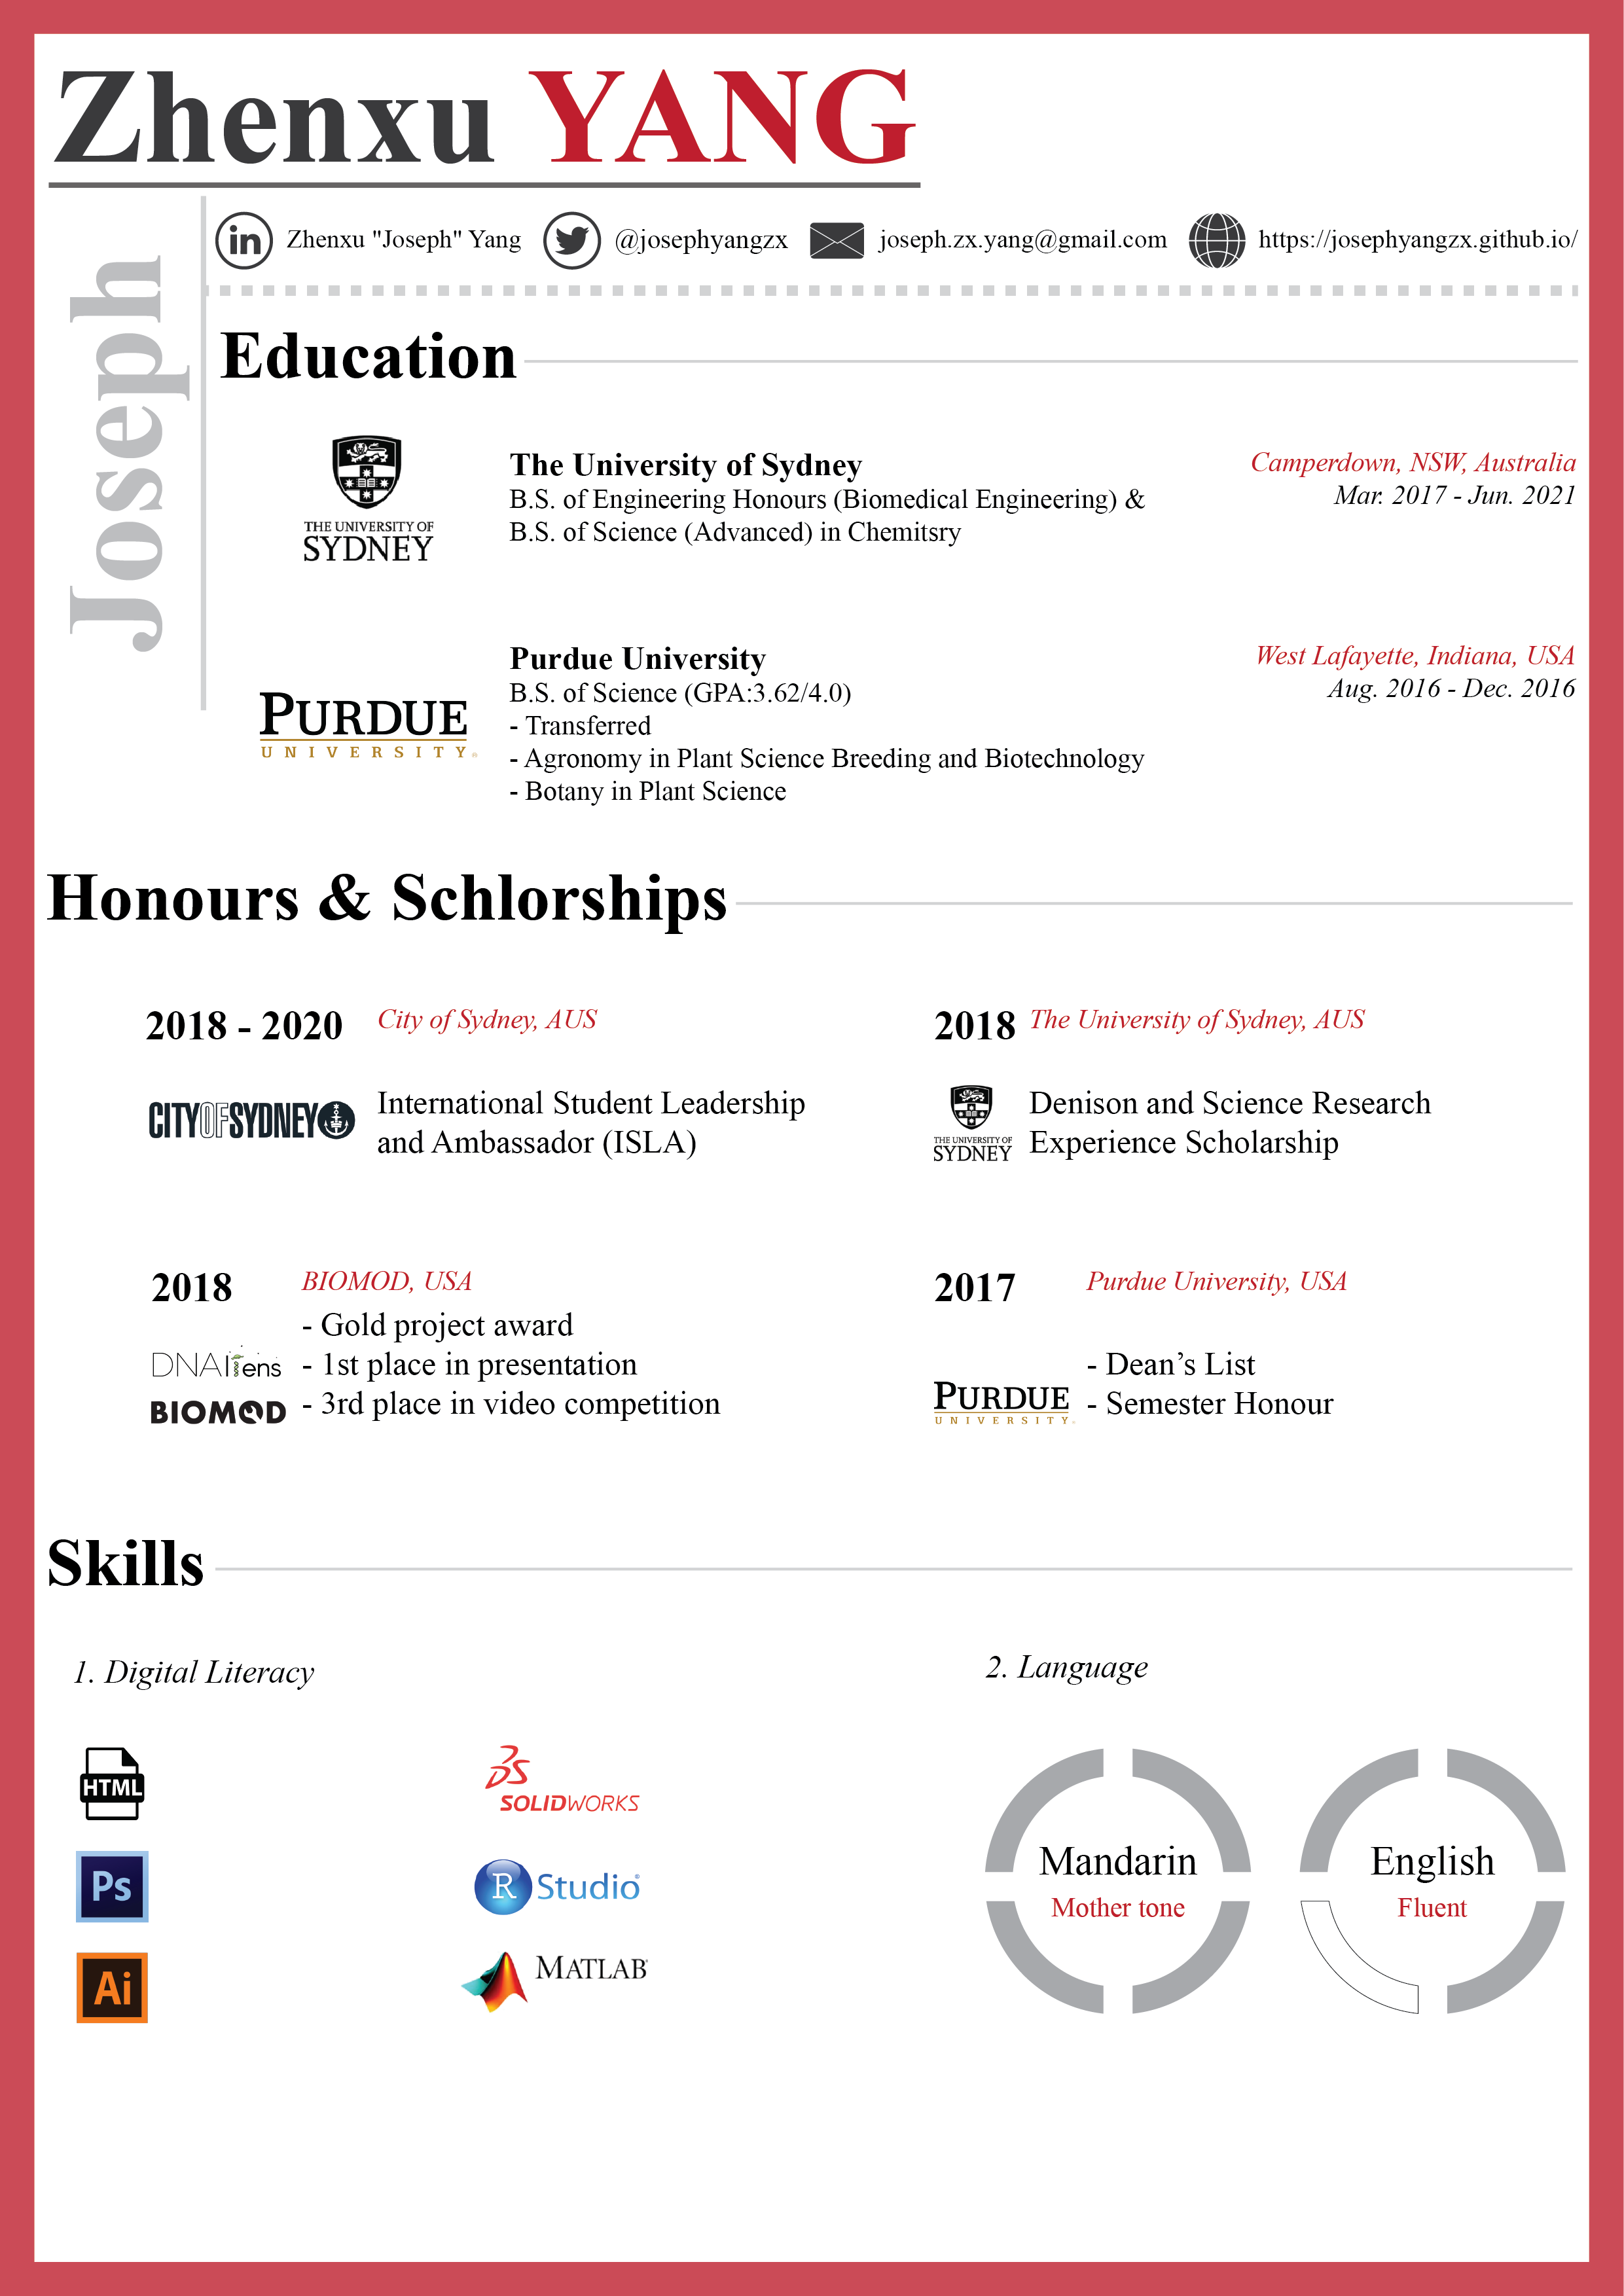 Zhenxu YANG
Joseph
in Zhenxu "Joseph" Yang @josephyangzx joseph.zx.yang@gmail.com https://josephyangzx.github.io/
Education
THE UNIVERSITY OF
SYDNEY
The University of Sydney
B.S. of Engineering Honours (Biomedical Engineering) &
B.S. of Science (Advanced) in Chemitsry
Camperdown, NSW, Australia
Mar. 2017 - Jun. 2021
PURDUE
UNIVERSITY
Purdue University
B.S. of Science (GPA:3.62/4.0)
- Transferred
- Agronomy in Plant Science Breeding and Biotechnology
- Botany in Plant Science
West Lafayette, Indiana, USA
Aug. 2016 - Dec. 2016
Honours & Schlorships
2018 - 2020 City of Sydney, AUS
CITYOFSYDNEY
International Student Leadership
and Ambassador (ISLA)
2018 The University of Sydney, AUS
THE UNIVERSITY OF
SYDNEY
Denison and Science Research
Experience Scholarship
2018 BIOMOD, USA
DNAliens
BIOMOD
- Gold project award
- 1st place in presentation
- 3rd place in video competition
2017 Purdue University, USA
PURDUE
UNIVERSITY
- Dean’s List
- Semester Honour
Skills
1. Digital Literacy
HTML
Ps
Ai
SOLIDWORKS
R Studio
MATLAB
2. Language
Mandarin
Mother tone
English
Fluent